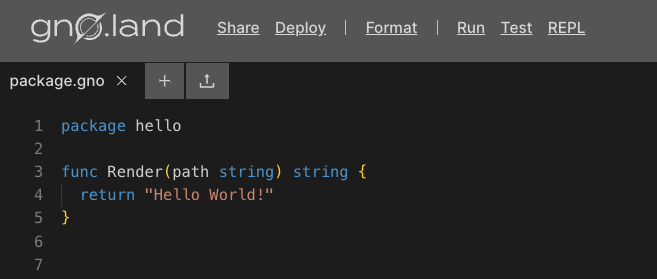 gno.land Share Deploy | Format | Run Test REPL
package.gno × +
1 package hello
2
3 func Render(path string) string {
4 return "Hello World!"
5 }
6
7